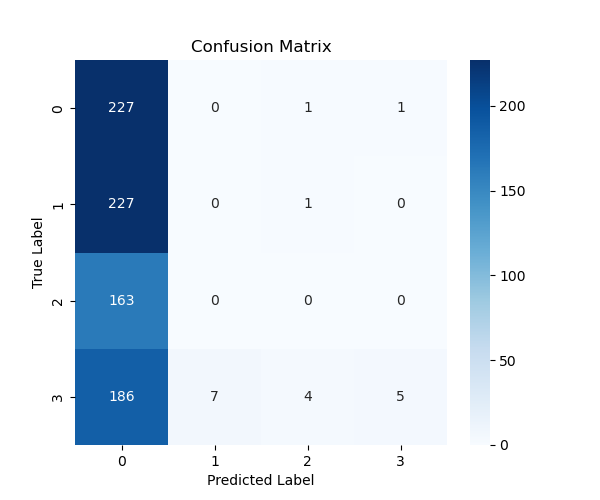 Confusion Matrix
0 227 0 1 1
1 227 0 1 0
2 163 0 0 0
3 186 7 4 5
0 1 2 3
True Label
Predicted Label
200
150
100
50
0